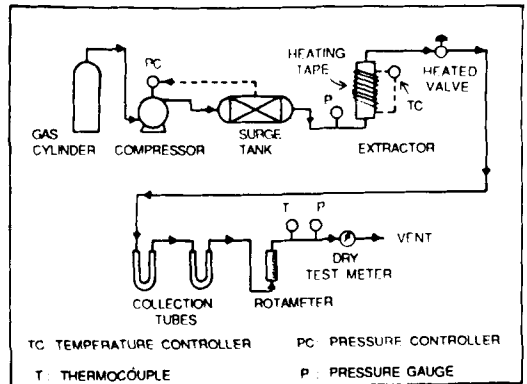 PC
HEATING
TAPE
HEATED
VALVE
P
TC
GAS
CYLINDER
COMPRESSOR
SURGE
TANK
EXTRACTOR
T P
VENT
DRY
TEST METER
COLLECTION
TUBES
ROTAMETER
TC TEMPERATURE CONTROLLER
PC: PRESSURE CONTROLLER
T: THERMOCOUPLE
P: PRESSURE GAUGE